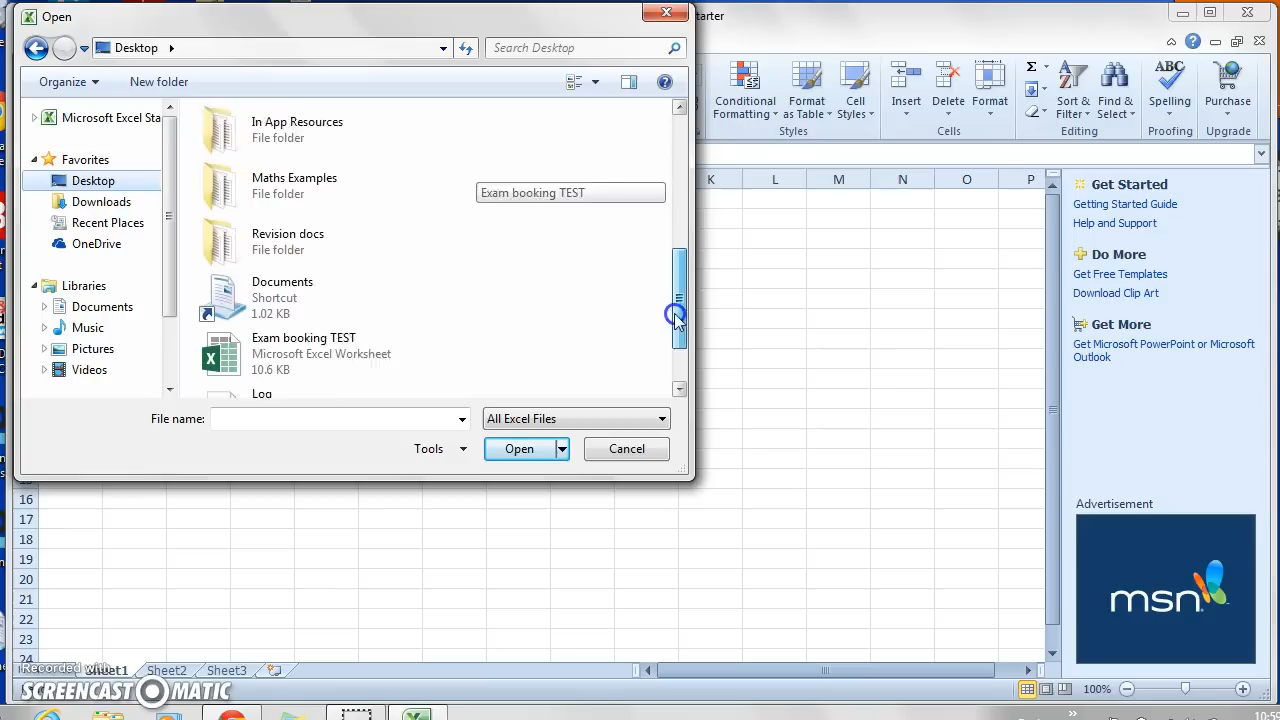 Open
tarter
Desktop
Search Desktop
Organize
New folder
Microsoft Excel Sta
Favorites
Desktop
Downloads
Recent Places
OneDrive
Libraries
Documents
Music
Pictures
Videos
In App Resources
File folder
Maths Examples
File folder
Exam booking TEST
Revision docs
File folder
Documents
Shortcut
1.02 KB
Exam booking TEST
Microsoft Excel Worksheet
10.6 KB
Log
File name:
All Excel Files
Tools
Open
Cancel
Conditional Formatting
Format as Table
Cell Styles
Styles
Insert
Delete
Format
Cells
Sort & Filter
Find & Select
Editing
ABC
Spelling
Proofing
Purchase
Upgrade
K L M N O P
Get Started
Getting Started Guide
Help and Support
Do More
Get Free Templates
Download Clip Art
Get More
Get Microsoft PowerPoint or Microsoft
Outlook
Advertisement
msn
16
17
18
19
20
21
22
23
24
Sheet1 Sheet2 Sheet3
100%
Recorded with
SCREENCAST MATIC
10:59